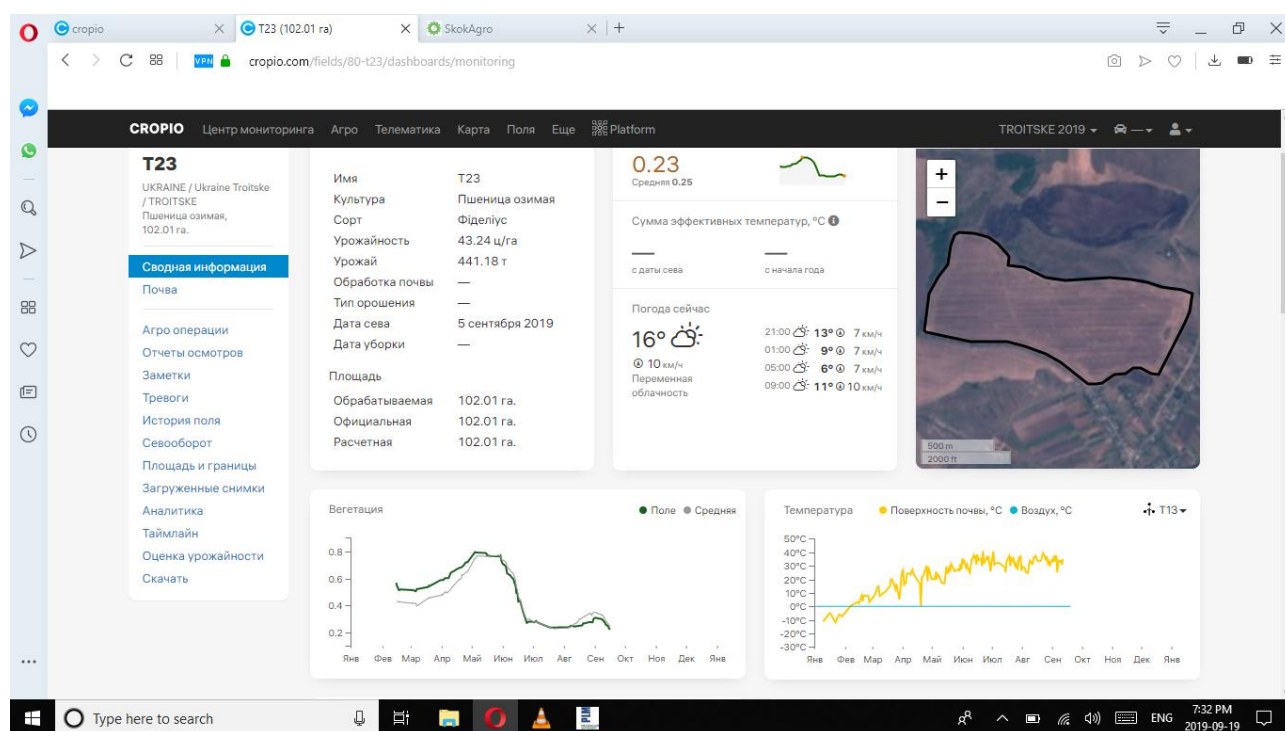 cropio
T23 (102.01 га)
SkokAgro
VPN
cropio.com/fields/80-t23/dashboards/monitoring
CROPIO Центр мониторинга Агро Телематика Карта Поля Еще Platform TROITSKE 2019
T23
UKRAINE / Ukraine Troitske
/ TROITSKE
Пшеница озимая,
102.01 га.
Сводная информация
Почва
Агро операции
Отчеты осмотров
Заметки
Тревоги
История поля
Севооборот
Площадь и границы
Загруженные снимки
Аналитика
Таймлайн
Оценка урожайности
Скачать
Имя T23
Культура Пшеница озимая
Сорт Фіделіус
Урожайность 43.24 ц/га
Урожай 441.18 т
Обработка почвы —
Тип орошения —
Дата сева 5 сентября 2019
Дата уборки —
Площадь
Обрабатываемая 102.01 га.
Официальная 102.01 га.
Расчетная 102.01 га.
0.23
Средняя 0.25
Сумма эффективных температур, °C
— —
с даты сева с начала года
Погода сейчас
16°
10 км/ч
Переменная
облачность
21:00 13° 7 км/ч
01:00 9° 7 км/ч
05:00 6° 7 км/ч
09:00 11° 10 км/ч
+
−
500 m
2000 ft
Вегетация Поле Средняя
0.8
0.6
0.4
0.2
Янв Фев Мар Апр Май Июн Июл Авг Сен Окт Ноя Дек Янв
Температура Поверхность почвы, °C Воздух, °C T13
50°C
40°C
30°C
20°C
10°C
0°C
-10°C
-20°C
-30°C
Янв Фев Мар Апр Май Июн Июл Авг Сен Окт Ноя Дек Янв
Type here to search
PLM
ENG
7:32 PM
2019-09-19